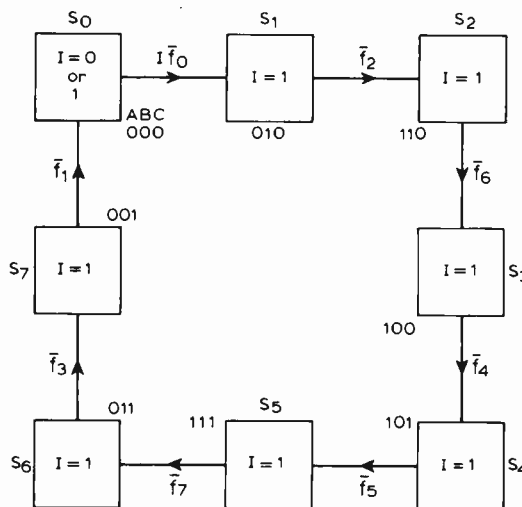 S₀ S₁ S₂
I = 0
or
1
I f̄₀
I = 1
f̄₂
I = 1
ABC
000
010
110
f̄₁
f̄₆
001
S₇
I = 1
I = 1
S₃
100
f̄₃
f̄₄
011
111
S₅
101
S₆
I = 1
f̄₇
I = 1
f̄₅
I = 1
S₄